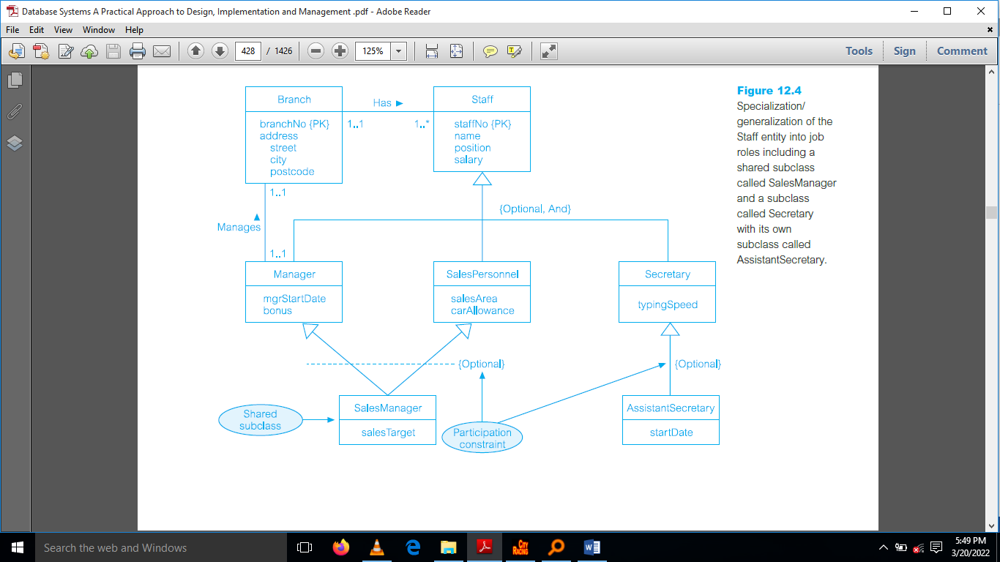 Database Systems A Practical Approach to Design, Implementation and Management .pdf - Adobe Reader
File Edit View Window Help
428 / 1426 125% Tools Sign Comment
Branch
branchNo {PK}
address
street
city
postcode
Has ►
1..1 1..*
Staff
staffNo {PK}
name
position
salary
Figure 12.4
Specialization/
generalization of the
Staff entity into job
roles including a
shared subclass
called SalesManager
and a subclass
called Secretary
with its own
subclass called
AssistantSecretary.
1..1
{Optional, And}
▲
Manages
1..1
Manager
mgrStartDate
bonus
SalesPersonnel
salesArea
carAllowance
Secretary
typingSpeed
{Optional}
{Optional}
Shared
subclass
SalesManager
salesTarget
Participation
constraint
AssistantSecretary
startDate
Search the web and Windows
CITY
RACING
5:49 PM
3/20/2022